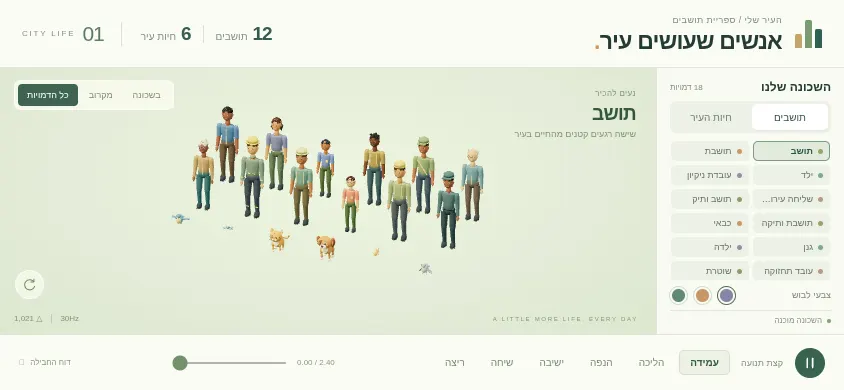 העיר שלי / ספריית תושבים
אנשים שעושים עיר.
12 תושבים
6 חיות עיר
CITY LIFE 01
השכונה שלנו
18 דמויות
תושבים
חיות העיר
תושב
תושבת
ילד
עובדת ניקיון
שליחה עירו...
תושב ותיק
תושבת ותיקה
כבאי
גנן
ילדה
עובד תחזוקה
שוטרת
צבעי לבוש
השכונה מוכנה
נעים להכיר
תושב
שישה רגעים קטנים מהחיים בעיר
בשכונה
מקרוב
כל הדמויות
A LITTLE MORE LIFE, EVERY DAY
1,021 △ | 30Hz
קצת תנועה
עמידה
הליכה
הנפה
ישיבה
שיחה
ריצה
0.00 / 2.40
דוח החבילה